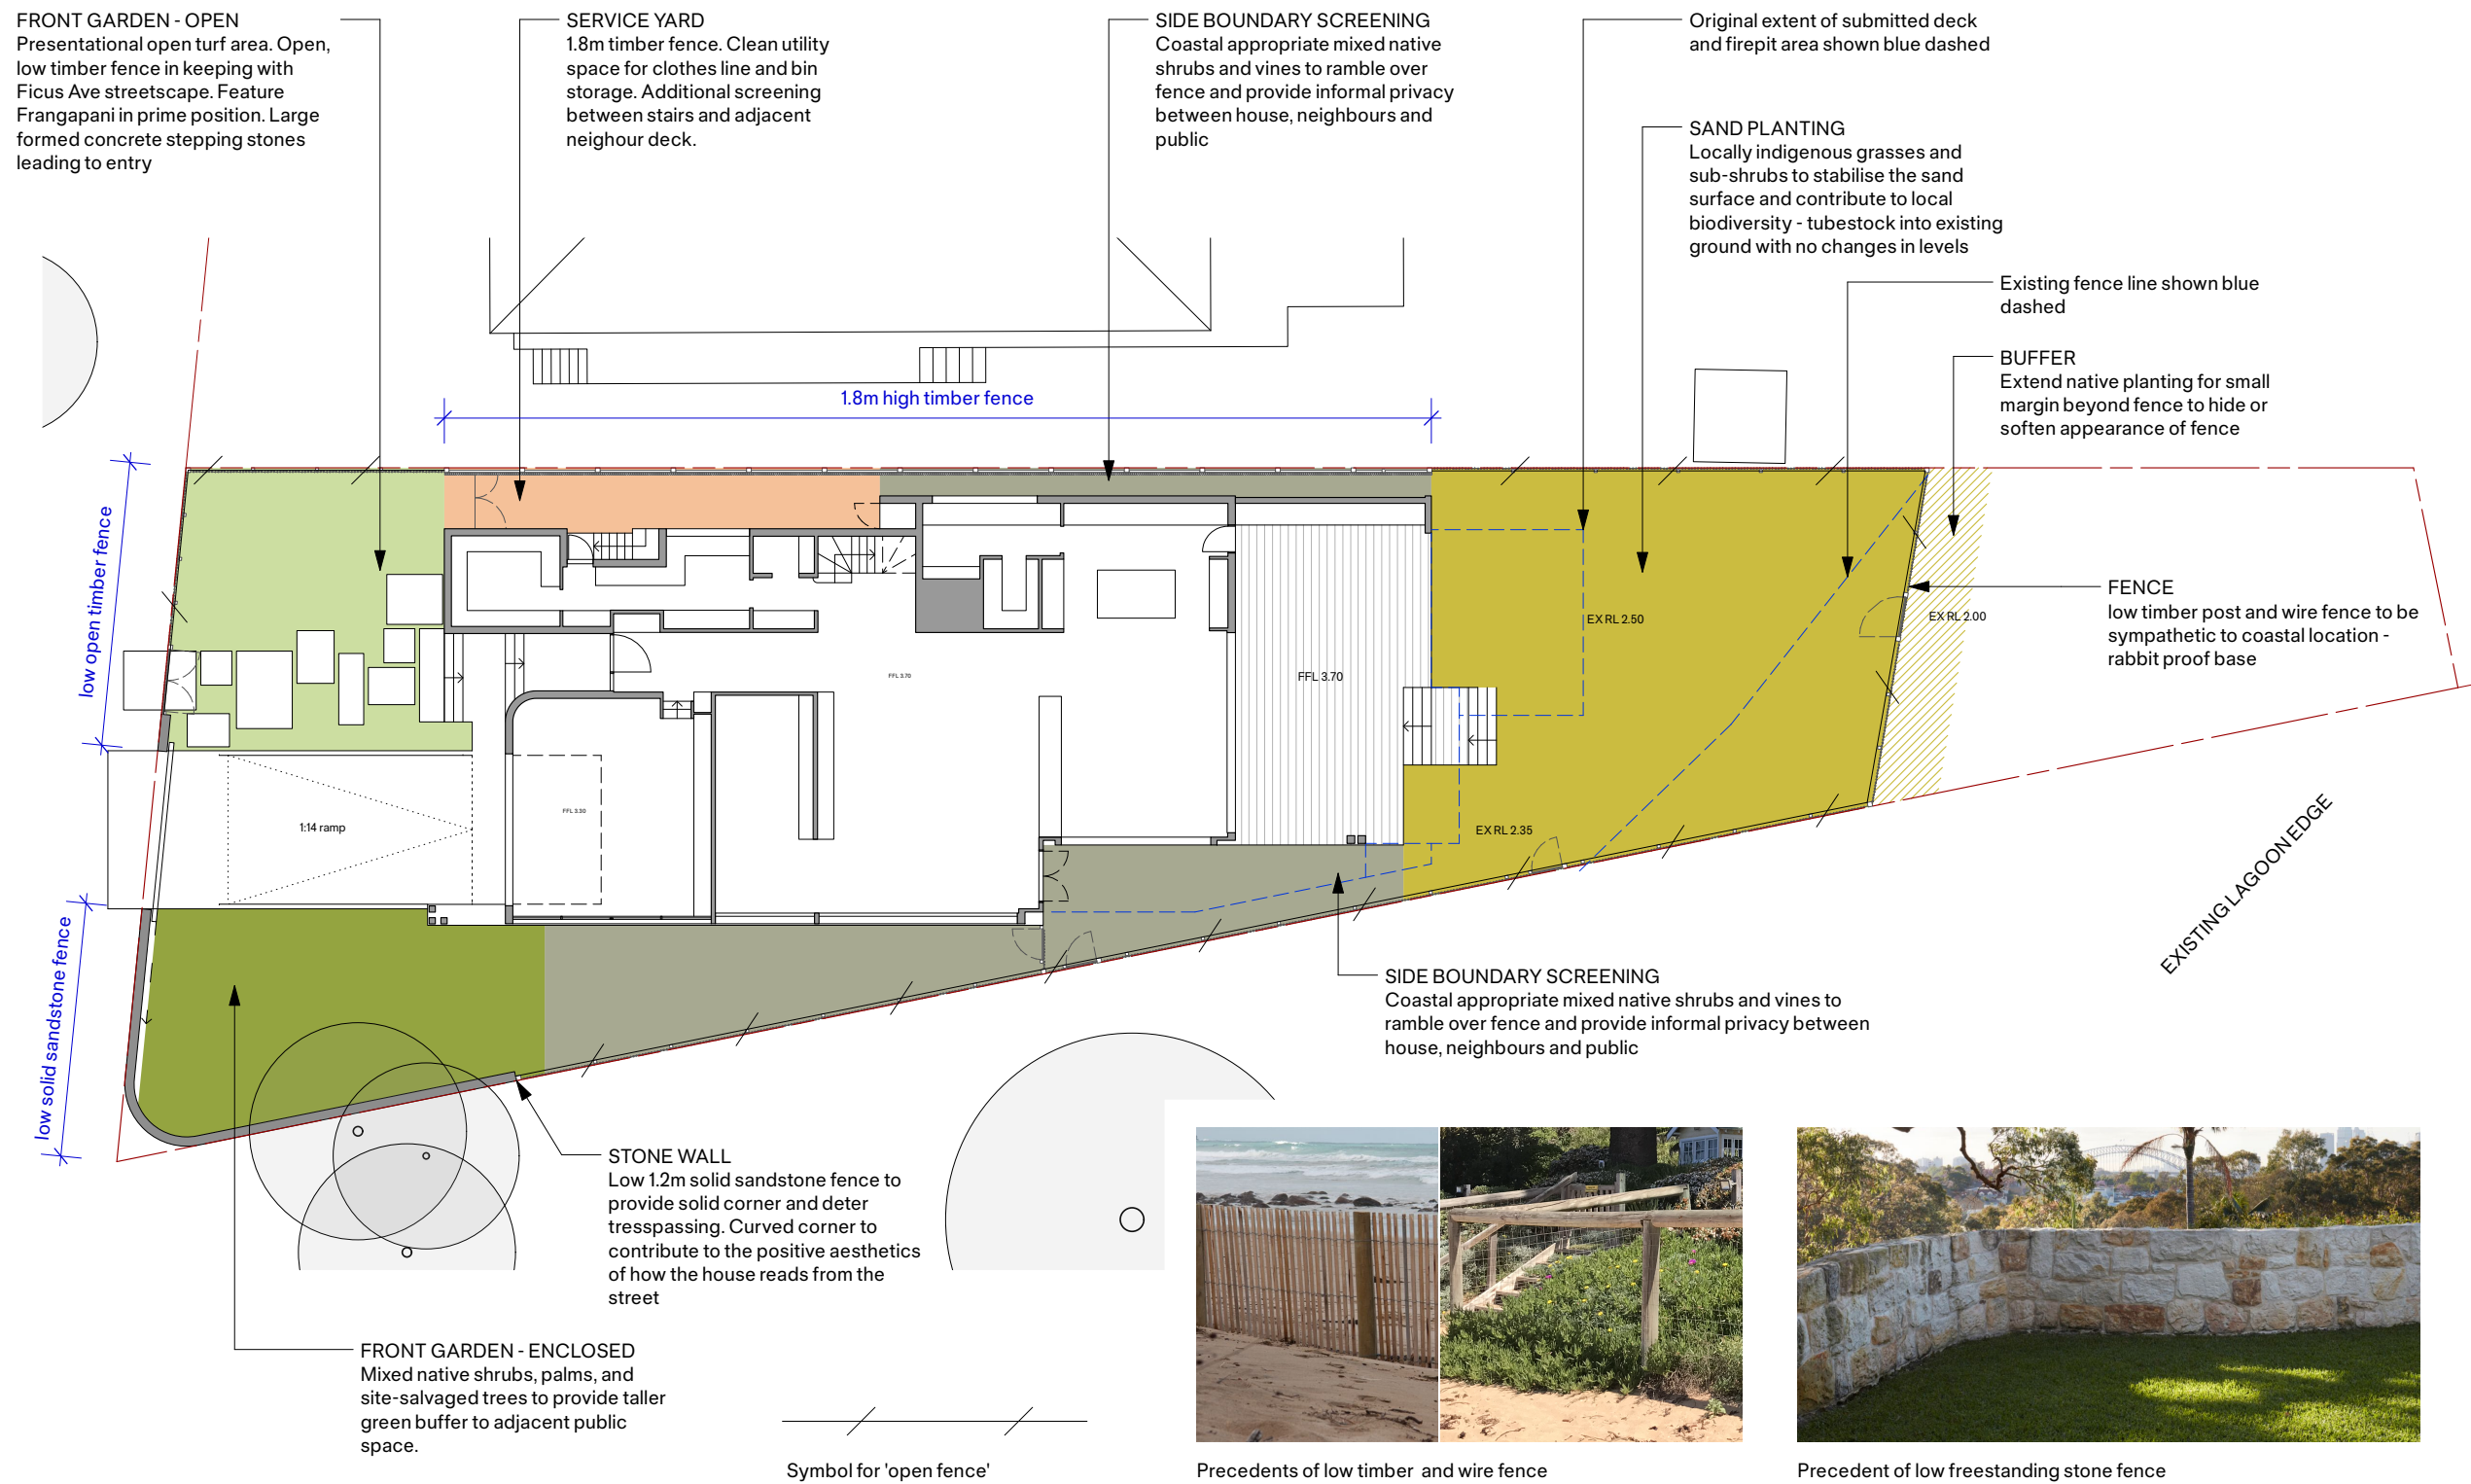 FRONT GARDEN - OPEN
Presentational open turf area. Open,
low timber fence in keeping with
Ficus Ave streetscape. Feature
Frangapani in prime position. Large
formed concrete stepping stones
leading to entry
SERVICE YARD
1.8m timber fence. Clean utility
space for clothes line and bin
storage. Additional screening
between stairs and adjacent
neighour deck.
SIDE BOUNDARY SCREENING
Coastal appropriate mixed native
shrubs and vines to ramble over
fence and provide informal privacy
between house, neighbours and
public
Original extent of submitted deck
and firepit area shown blue dashed
SAND PLANTING
Locally indigenous grasses and
sub-shrubs to stabilise the sand
surface and contribute to local
biodiversity - tubestock into existing
ground with no changes in levels
Existing fence line shown blue
dashed
BUFFER
Extend native planting for small
margin beyond fence to hide or
soften appearance of fence
1.8m high timber fence
low open timber fence
FENCE
low timber post and wire fence to be
sympathetic to coastal location -
rabbit proof base
EX RL 2.50
EX RL 2.00
FFL 3.70
FFL 3.70
FFL 3.30
1:14 ramp
EX RL 2.35
EXISTING LAGOON EDGE
low solid sandstone fence
SIDE BOUNDARY SCREENING
Coastal appropriate mixed native shrubs and vines to
ramble over fence and provide informal privacy between
house, neighbours and public
STONE WALL
Low 1.2m solid sandstone fence to
provide solid corner and deter
tresspassing. Curved corner to
contribute to the positive aesthetics
of how the house reads from the
street
FRONT GARDEN - ENCLOSED
Mixed native shrubs, palms, and
site-salvaged trees to provide taller
green buffer to adjacent public
space.
Symbol for 'open fence'
Precedents of low timber and wire fence
Precedent of low freestanding stone fence